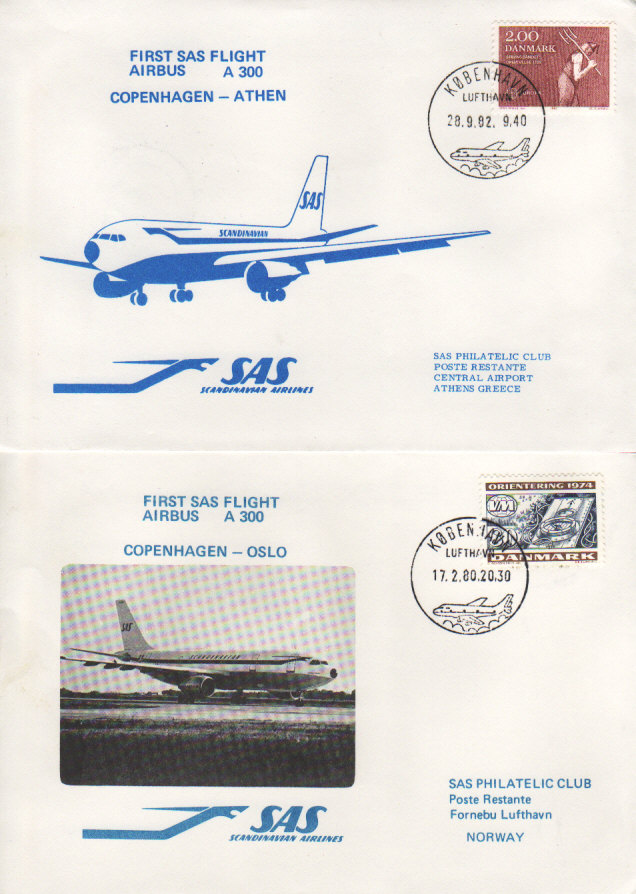 FIRST SAS FLIGHT
AIRBUS A 300
COPENHAGEN – ATHEN
2.00
DANMARK
KØBENHAVN
LUFTHAVN
28.9.82. 9.40
SAS
SCANDINAVIAN
SAS
SCANDINAVIAN AIRLINES
SAS PHILATELIC CLUB
POSTE RESTANTE
CENTRAL AIRPORT
ATHENS GREECE
FIRST SAS FLIGHT
AIRBUS A 300
COPENHAGEN – OSLO
ORIENTERING 1974
VM
DANMARK
KØBENHAVN
LUFTHAVN
17.2.80.20.30
SAS
SCANDINAVIAN
SAS
SCANDINAVIAN AIRLINES
SAS PHILATELIC CLUB
Poste Restante
Fornebu Lufthavn
NORWAY